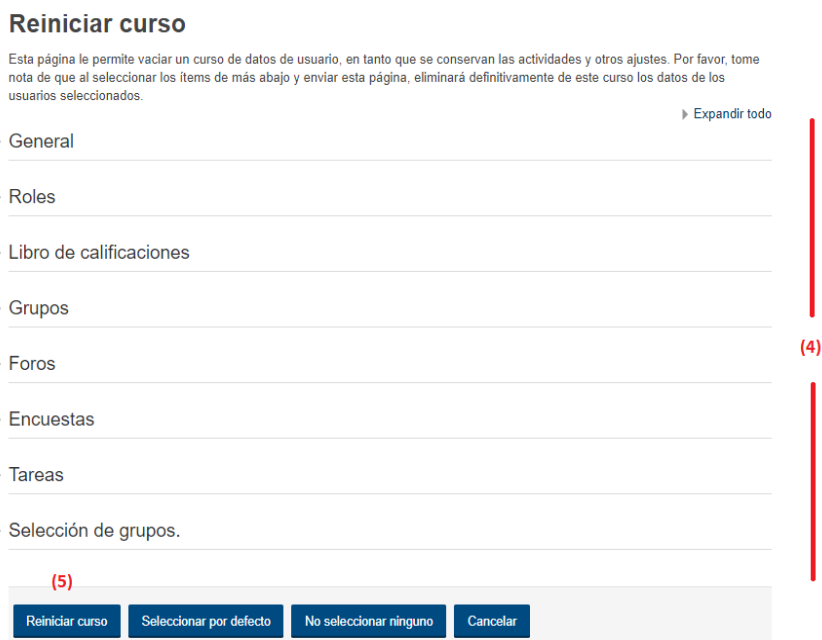 Reiniciar curso
Esta página le permite vaciar un curso de datos de usuario, en tanto que se conservan las actividades y otros ajustes. Por favor, tome
nota de que al seleccionar los ítems de más abajo y enviar esta página, eliminará definitivamente de este curso los datos de los
usuarios seleccionados.
Expandir todo
General
Roles
Libro de calificaciones
Grupos
(4)
Foros
Encuestas
Tareas
Selección de grupos.
(5)
Reiniciar curso Seleccionar por defecto No seleccionar ninguno Cancelar